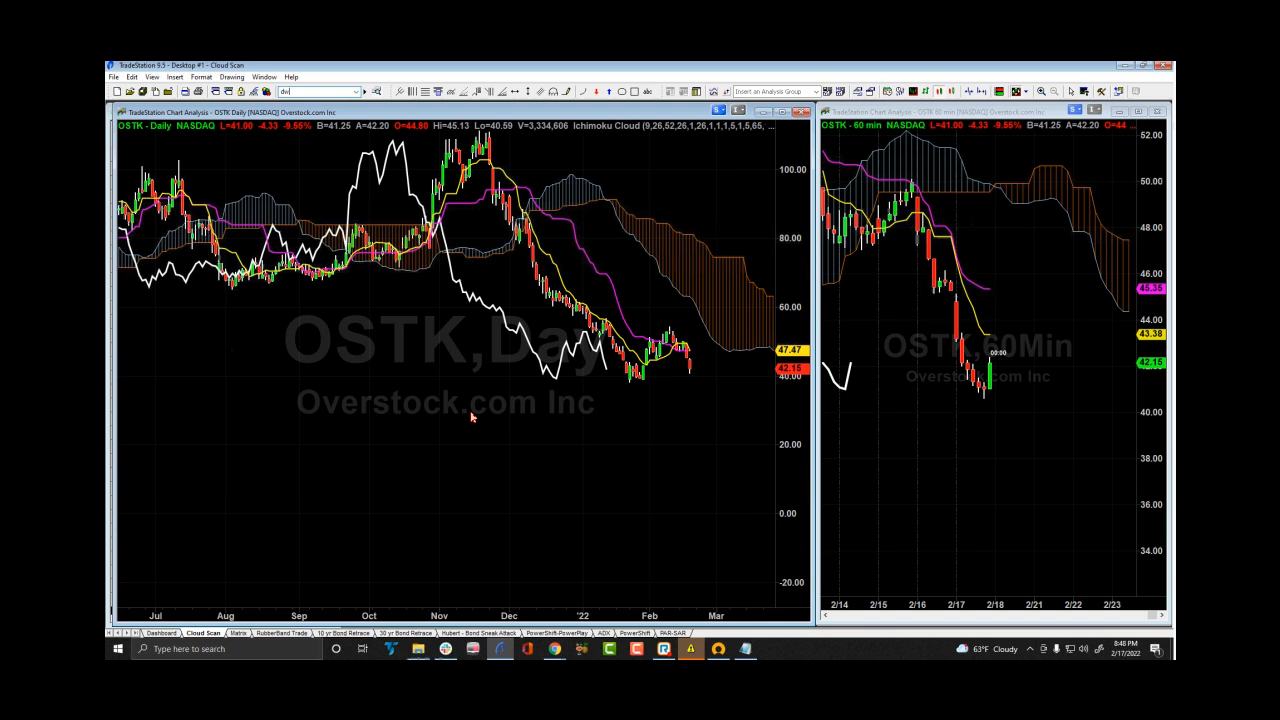 TradeStation 9.5 - Desktop #1 - Cloud Scan
File Edit View Insert Format Drawing Window Help
dw
abc
Insert an Analysis Group
TradeStation Chart Analysis - OSTK Daily [NASDAQ] Overstock.com Inc
S
I
OSTK - Daily NASDAQ L=41.00 -4.33 -9.55% B=41.25 A=42.20 O=44.80 Hi=45.13 Lo=40.59 V=3,334,606 Ichimoku Cloud (9,26,52,26,1,26,1,1,1,5,1,5,65, ...
100.00
80.00
60.00
47.47
42.15
40.00
20.00
0.00
-20.00
OSTK,Day
Overstock.com Inc
Jul Aug Sep Oct Nov Dec '22 Feb Mar
TradeStation Chart Analysis - OSTK 60 min [NASDAQ] Overstock.com Inc
S
I
OSTK - 60 min NASDAQ L=41.00 -4.33 -9.55% B=41.25 A=42.20 O=44 ...
52.00
50.00
48.00
46.00
45.35
44.00
43.38
42.15
40.00
38.00
36.00
34.00
00:00
OSTK,60Min
Overstock.com Inc
2/14 2/15 2/16 2/17 2/18 2/21 2/22 2/23
Dashboard Cloud Scan Matrix RubberBand Trade 10 yr Bond Retrace 30 yr Bond Retrace Hubert - Bond Sneak Attack PowerShift-PowerPlay ADX PowerShift PAR-SAR
Type here to search
63°F Cloudy
8:48 PM
2/17/2022